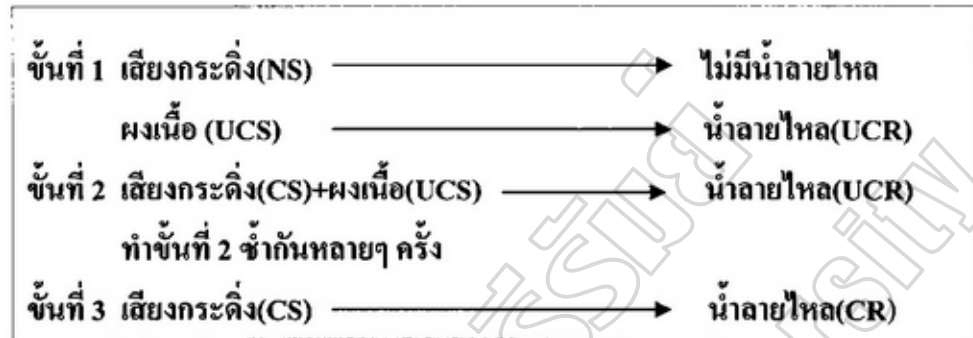 ขั้นที่ 1 เสียงกระดิ่ง(NS) ไม่มีน้ำลายไหล
ผงเนื้อ (UCS) น้ำลายไหล(UCR)
ขั้นที่ 2 เสียงกระดิ่ง(CS)+ผงเนื้อ(UCS) น้ำลายไหล(UCR)
ทำขั้นที่ 2 ซ้ำกันหลายๆ ครั้ง
ขั้นที่ 3 เสียงกระดิ่ง(CS) น้ำลายไหล(CR)